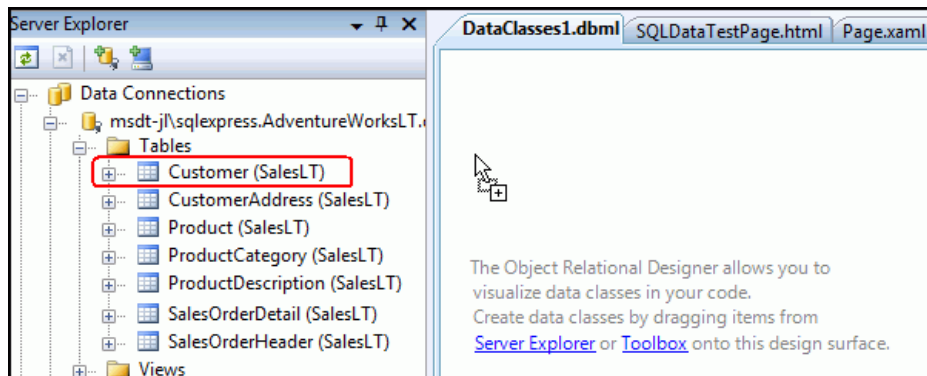 Server Explorer
Data Connections
msdt-jl\sqlexpress.AdventureWorksLT.
Tables
Customer (SalesLT)
CustomerAddress (SalesLT)
Product (SalesLT)
ProductCategory (SalesLT)
ProductDescription (SalesLT)
SalesOrderDetail (SalesLT)
SalesOrderHeader (SalesLT)
Views
DataClasses1.dbml SQLDataTestPage.html Page.xaml
The Object Relational Designer allows you to
visualize data classes in your code.
Create data classes by dragging items from
Server Explorer or Toolbox onto this design surface.